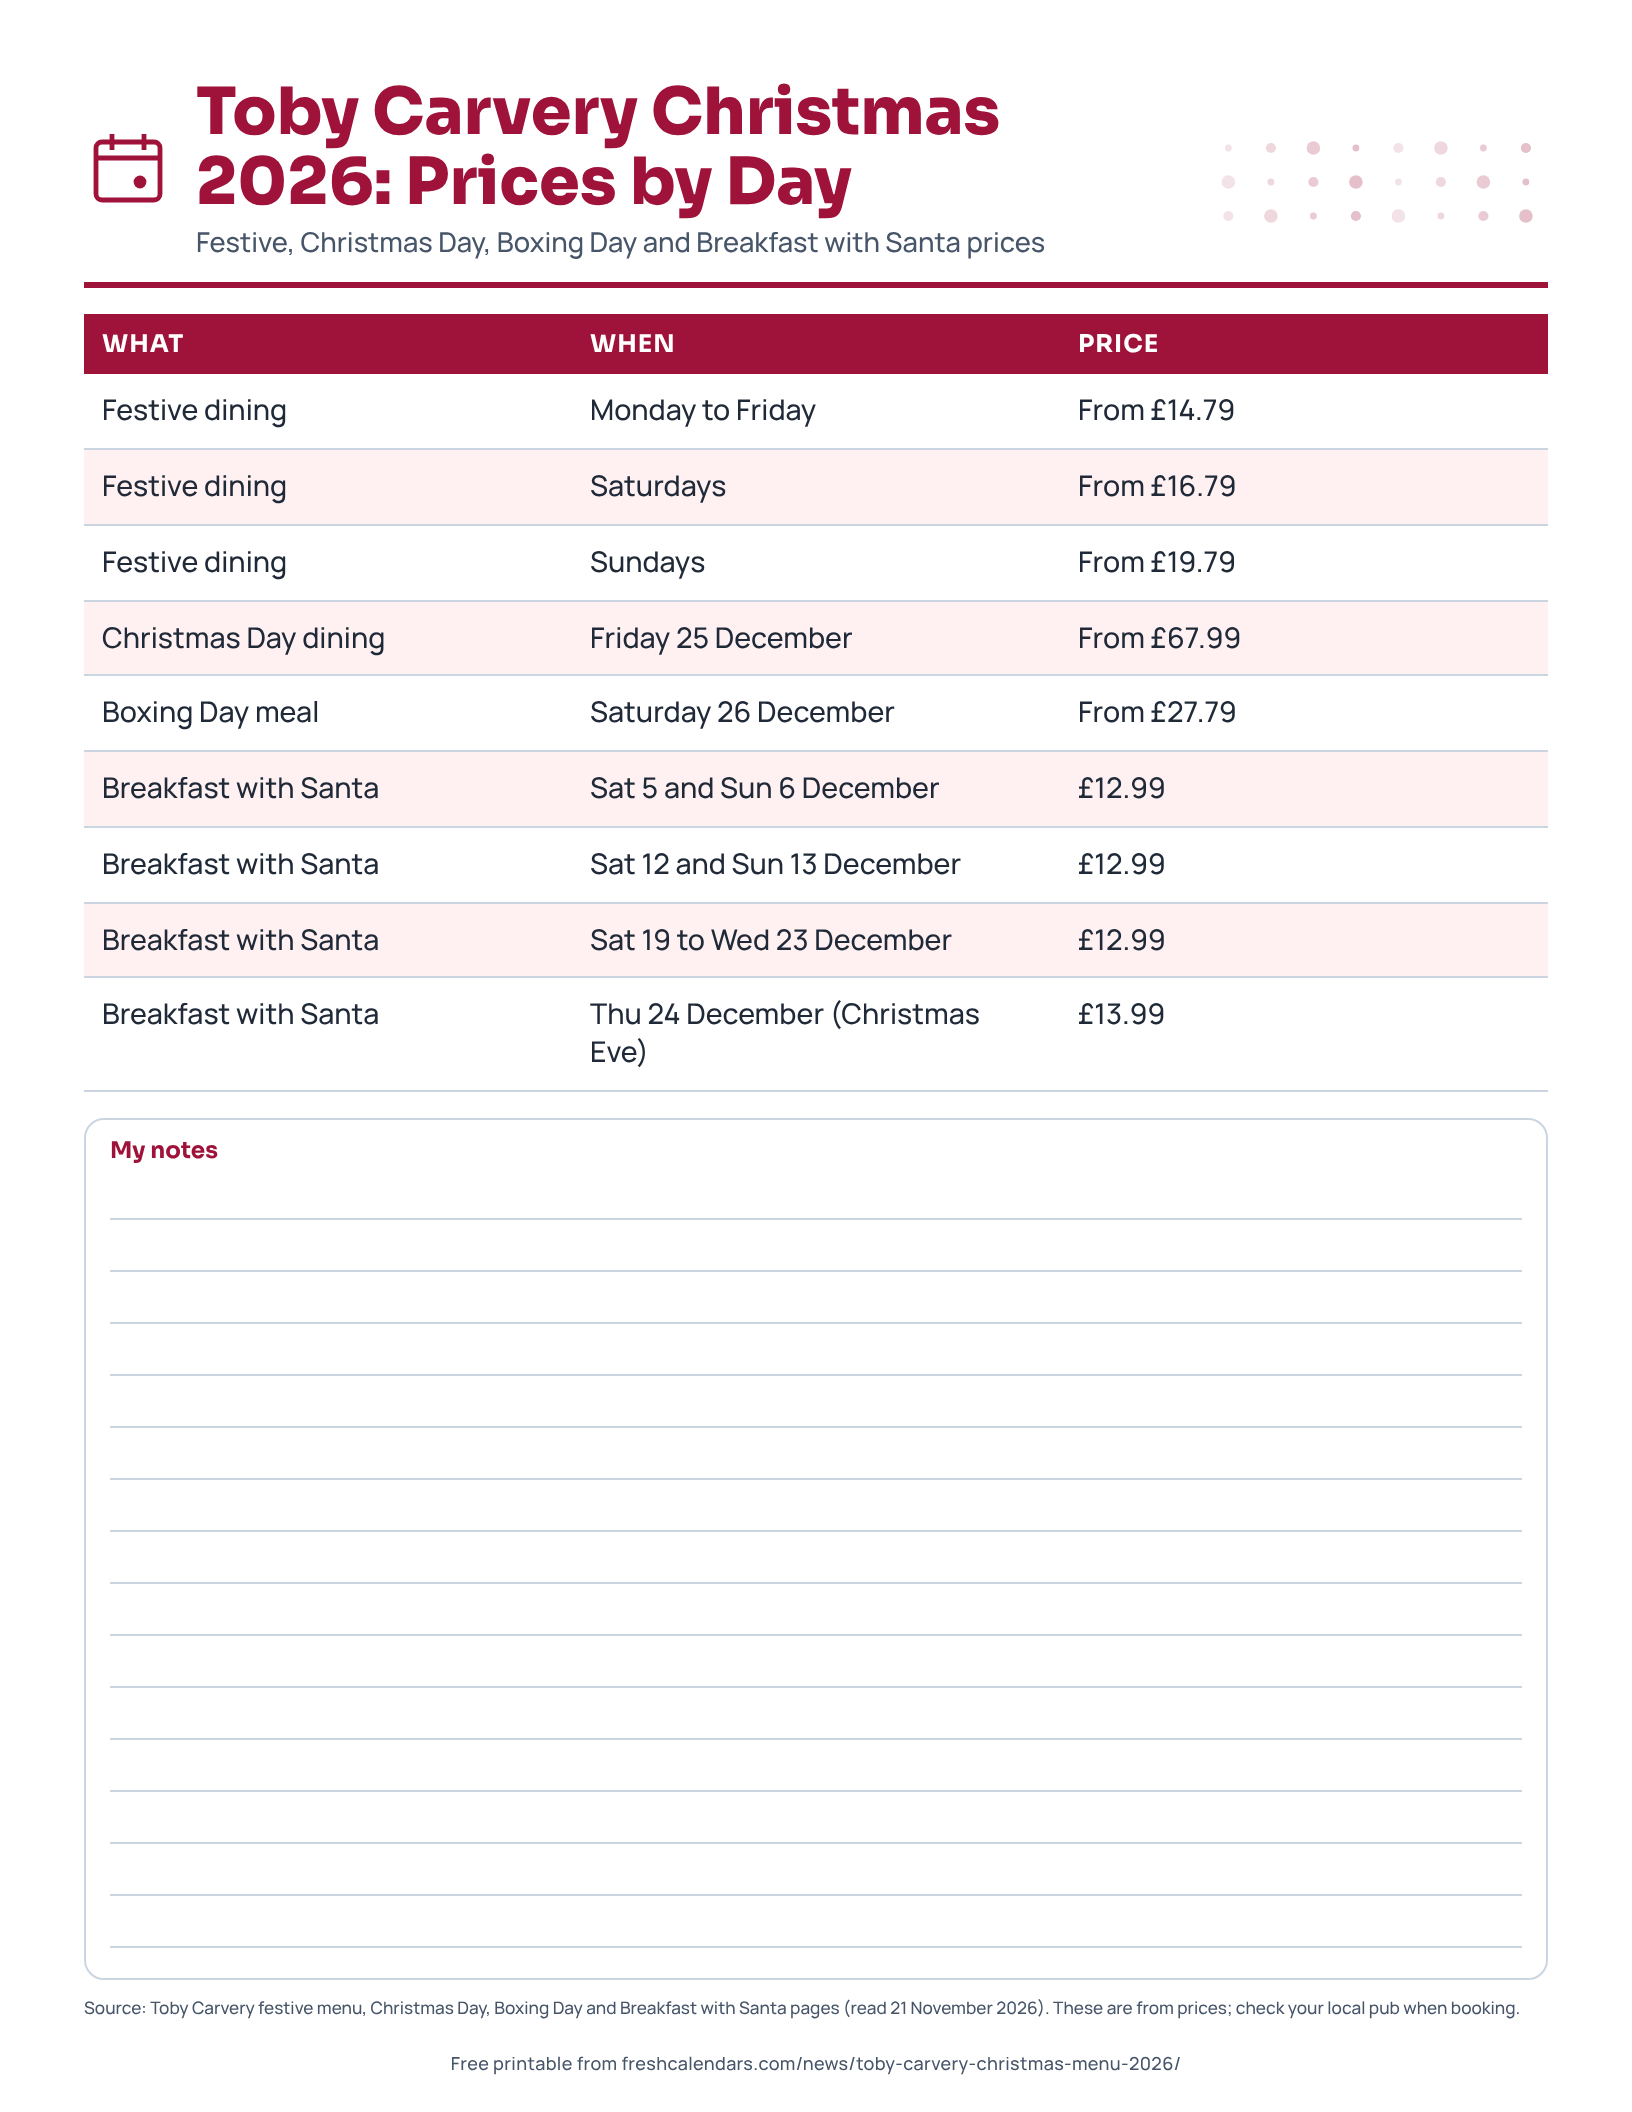 Toby Carvery Christmas
2026: Prices by Day
Festive, Christmas Day, Boxing Day and Breakfast with Santa prices
WHAT WHEN PRICE
Festive dining Monday to Friday From £14.79
Festive dining Saturdays From £16.79
Festive dining Sundays From £19.79
Christmas Day dining Friday 25 December From £67.99
Boxing Day meal Saturday 26 December From £27.79
Breakfast with Santa Sat 5 and Sun 6 December £12.99
Breakfast with Santa Sat 12 and Sun 13 December £12.99
Breakfast with Santa Sat 19 to Wed 23 December £12.99
Breakfast with Santa Thu 24 December (Christmas £13.99
Eve)
My notes
Source: Toby Carvery festive menu, Christmas Day, Boxing Day and Breakfast with Santa pages (read 21 November 2026). These are from prices; check your local pub when booking.
Free printable from freshcalendars.com/news/toby-carvery-christmas-menu-2026/